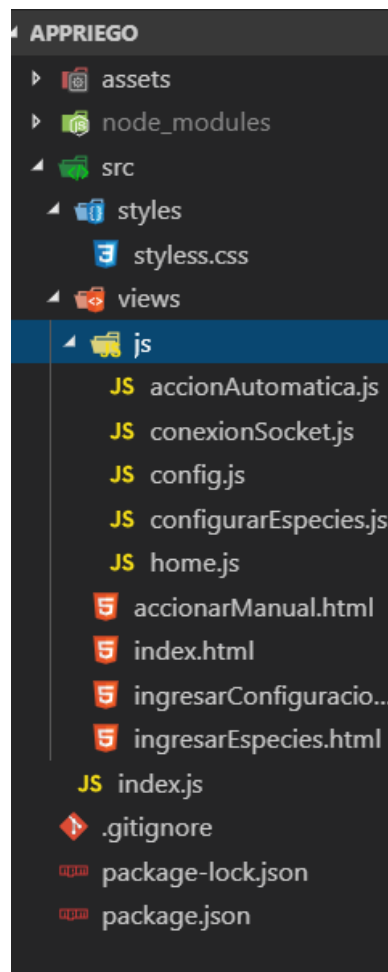 APPRIEGO
assets
node_modules
src
styles
styless.css
views
js
JS accionAutomatica.js
JS conexionSocket.js
JS config.js
JS configurarEspecies.js
JS home.js
accionarManual.html
index.html
ingresarConfiguracio...
ingresarEspecies.html
JS index.js
.gitignore
package-lock.json
package.json